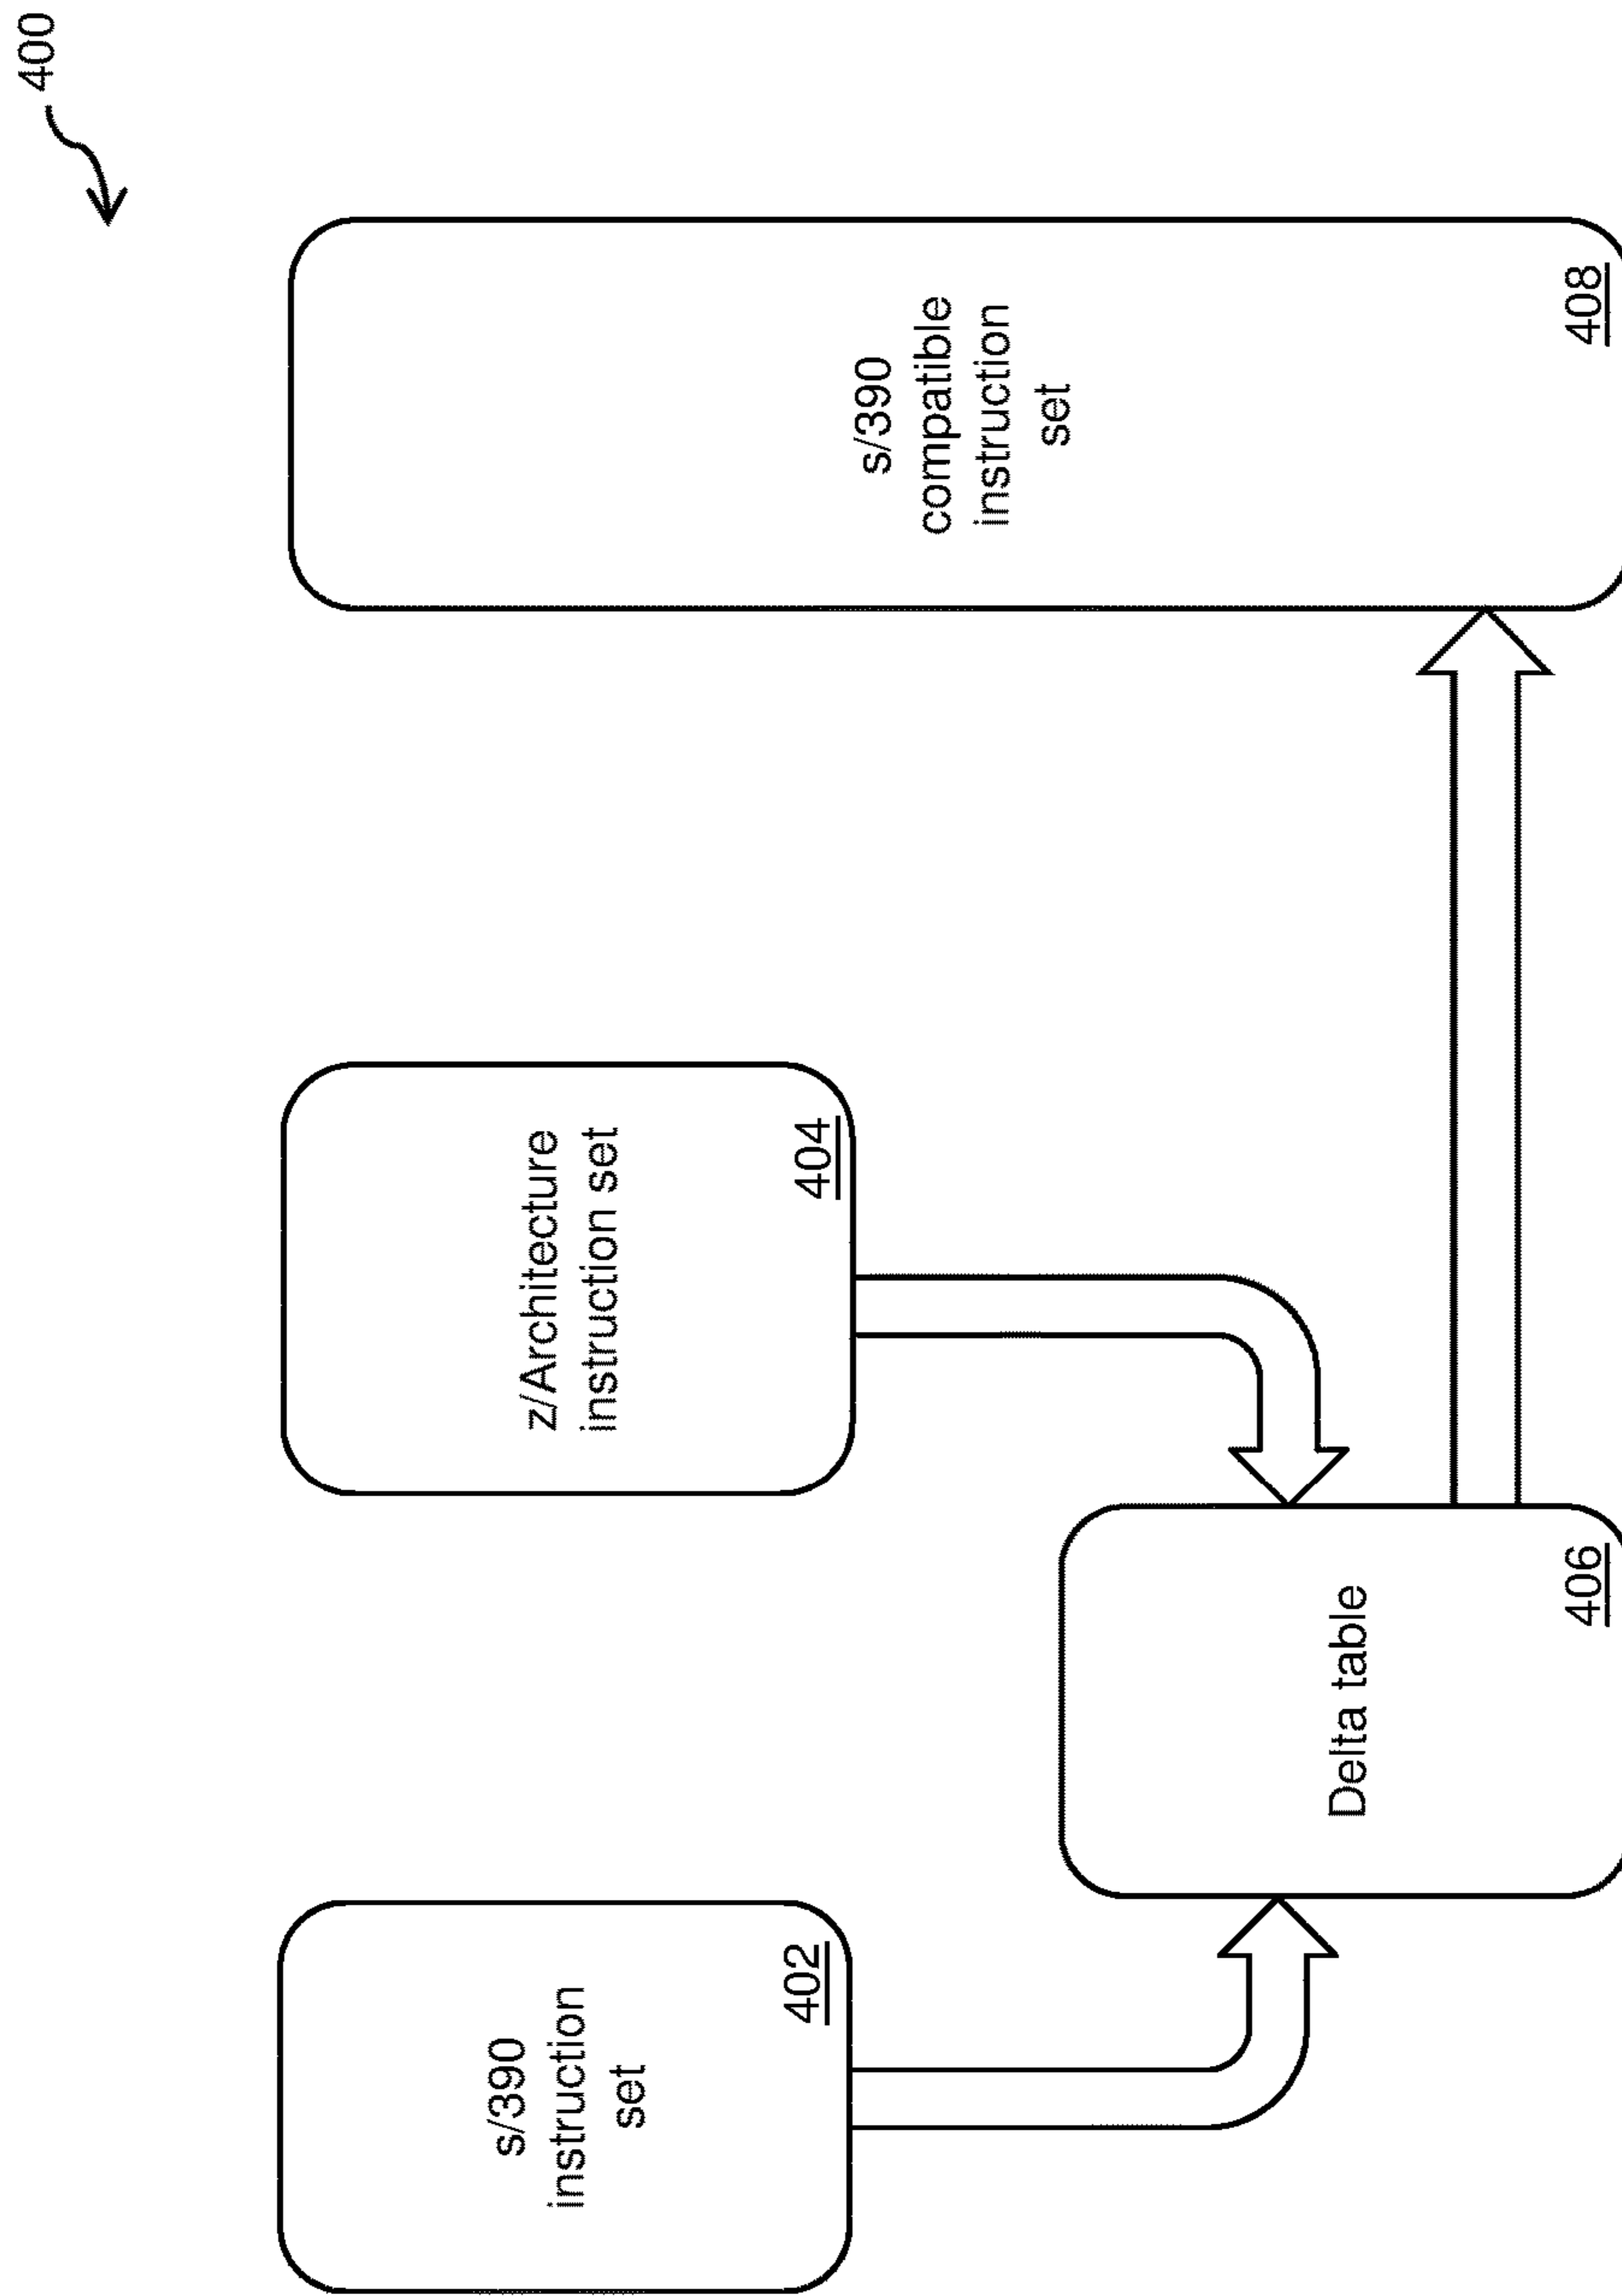 400
s/390
instruction
set
402
z/Architecture
instruction set
404
Delta table
406
s/390
compatible
instruction
set
408